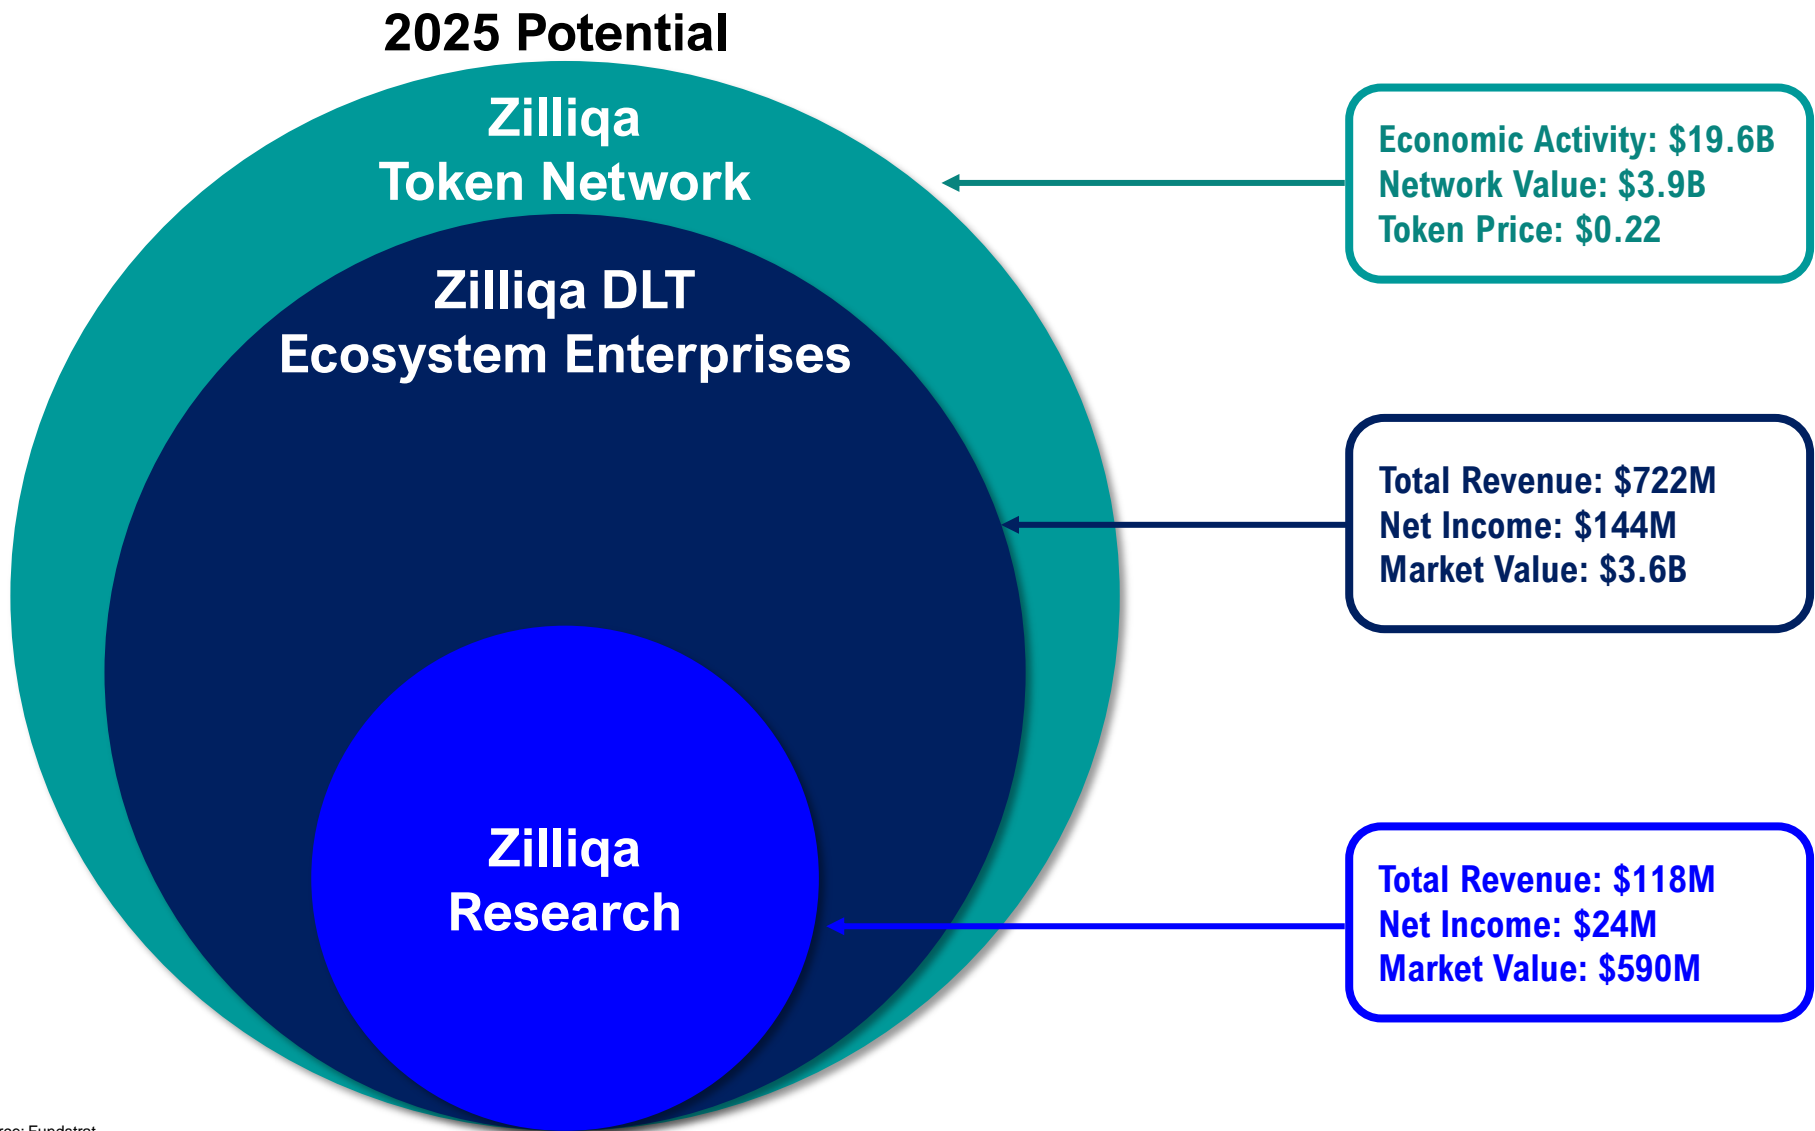 2025 Potential
Zilliqa
Token Network
Zilliqa DLT
Ecosystem Enterprises
Zilliqa
Research
Economic Activity: $19.6B
Network Value: $3.9B
Token Price: $0.22
Total Revenue: $722M
Net Income: $144M
Market Value: $3.6B
Total Revenue: $118M
Net Income: $24M
Market Value: $590M